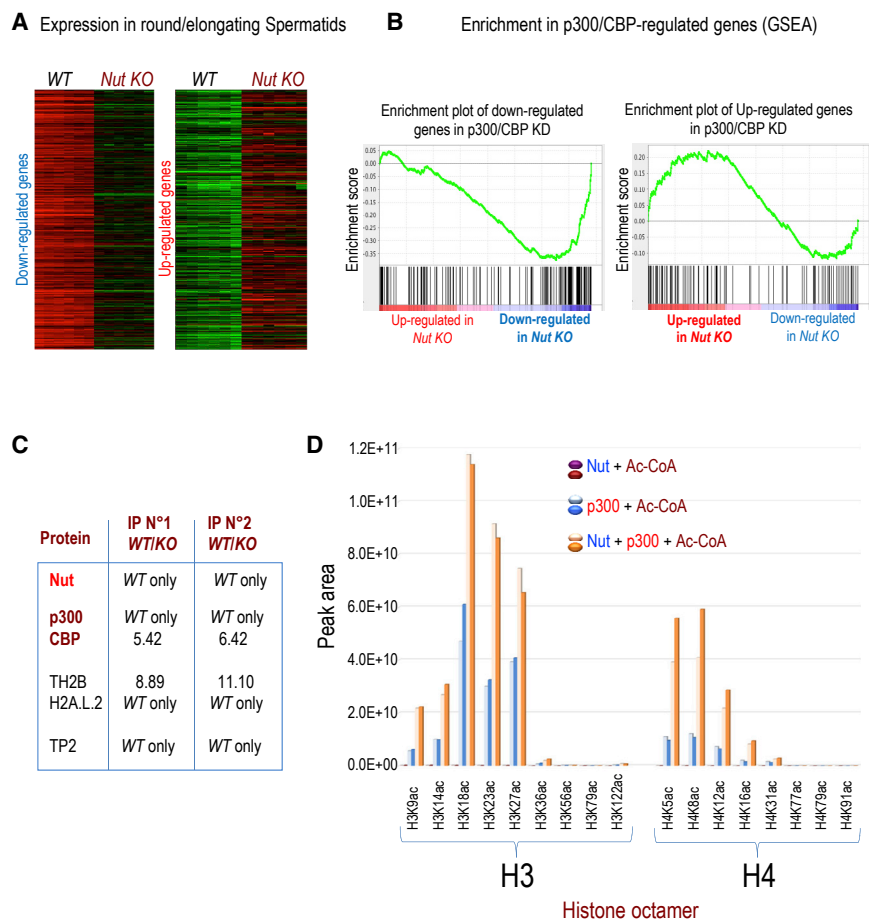 A Expression in round/elongating Spermatids
WT Nut KO WT Nut KO
Down-regulated genes
Up-regulated genes
B Enrichment in p300/CBP-regulated genes (GSEA)
Enrichment plot of down-regulated
genes in p300/CBP KD
Enrichment score
0.05
0.00
-0.05
-0.10
-0.15
-0.20
-0.25
-0.30
-0.35
Up-regulated in
Nut KO
Down-regulated
in Nut KO
Enrichment plot of Up-regulated genes
in p300/CBP KD
Enrichment score
0.20
0.15
0.10
0.05
0.00
-0.05
-0.10
Up-regulated
in Nut KO
Down-regulated
in Nut KO
C
Protein IP N°1 WT/KO IP N°2 WT/KO
Nut WT only WT only
p300 WT only WT only
CBP 5.42 6.42
TH2B 8.89 11.10
H2A.L.2 WT only WT only
TP2 WT only WT only
D
Peak area
1.2E+11
1.0E+11
8.0E+10
6.0E+10
4.0E+10
2.0E+10
0.0E+00
Nut + Ac-CoA
p300 + Ac-CoA
Nut + p300 + Ac-CoA
H3K9ac
H3K14ac
H3K18ac
H3K23ac
H3K27ac
H3K36ac
H3K56ac
H3K79ac
H3K122ac
H4K5ac
H4K8ac
H4K12ac
H4K16ac
H4K31ac
H4K77ac
H4K79ac
H4K91ac
H3 H4
Histone octamer